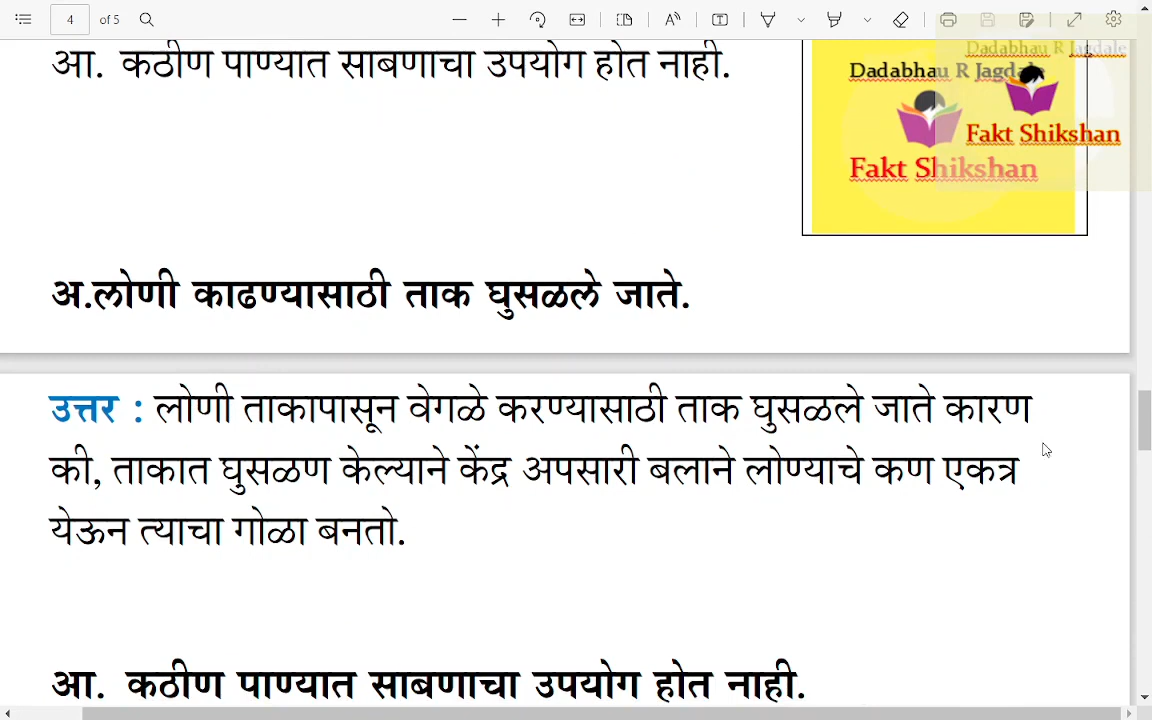 4 of 5
आ. कठीण पाण्यात साबणाचा उपयोग होत नाही.
Dadabhau R Jagdale
Dadabhau R Jagdale
Fakt Shikshan
Fakt Shikshan
अ.लोणी काढण्यासाठी ताक घुसळले जाते.
उत्तर : लोणी ताकापासून वेगळे करण्यासाठी ताक घुसळले जाते कारण
की, ताकात घुसळण केल्याने केंद्र अपसारी बलाने लोण्याचे कण एकत्र
येऊन त्याचा गोळा बनतो.
आ. कठीण पाण्यात साबणाचा उपयोग होत नाही.